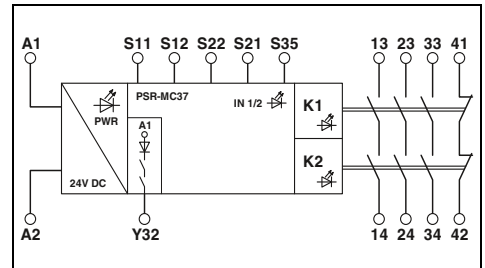 A1 S11 S12 S22 S21 S35 13 23 33 41
PSR-MC37 IN 1/2 K1
PWR
A1
K2
24V DC
A2 Y32 14 24 34 42